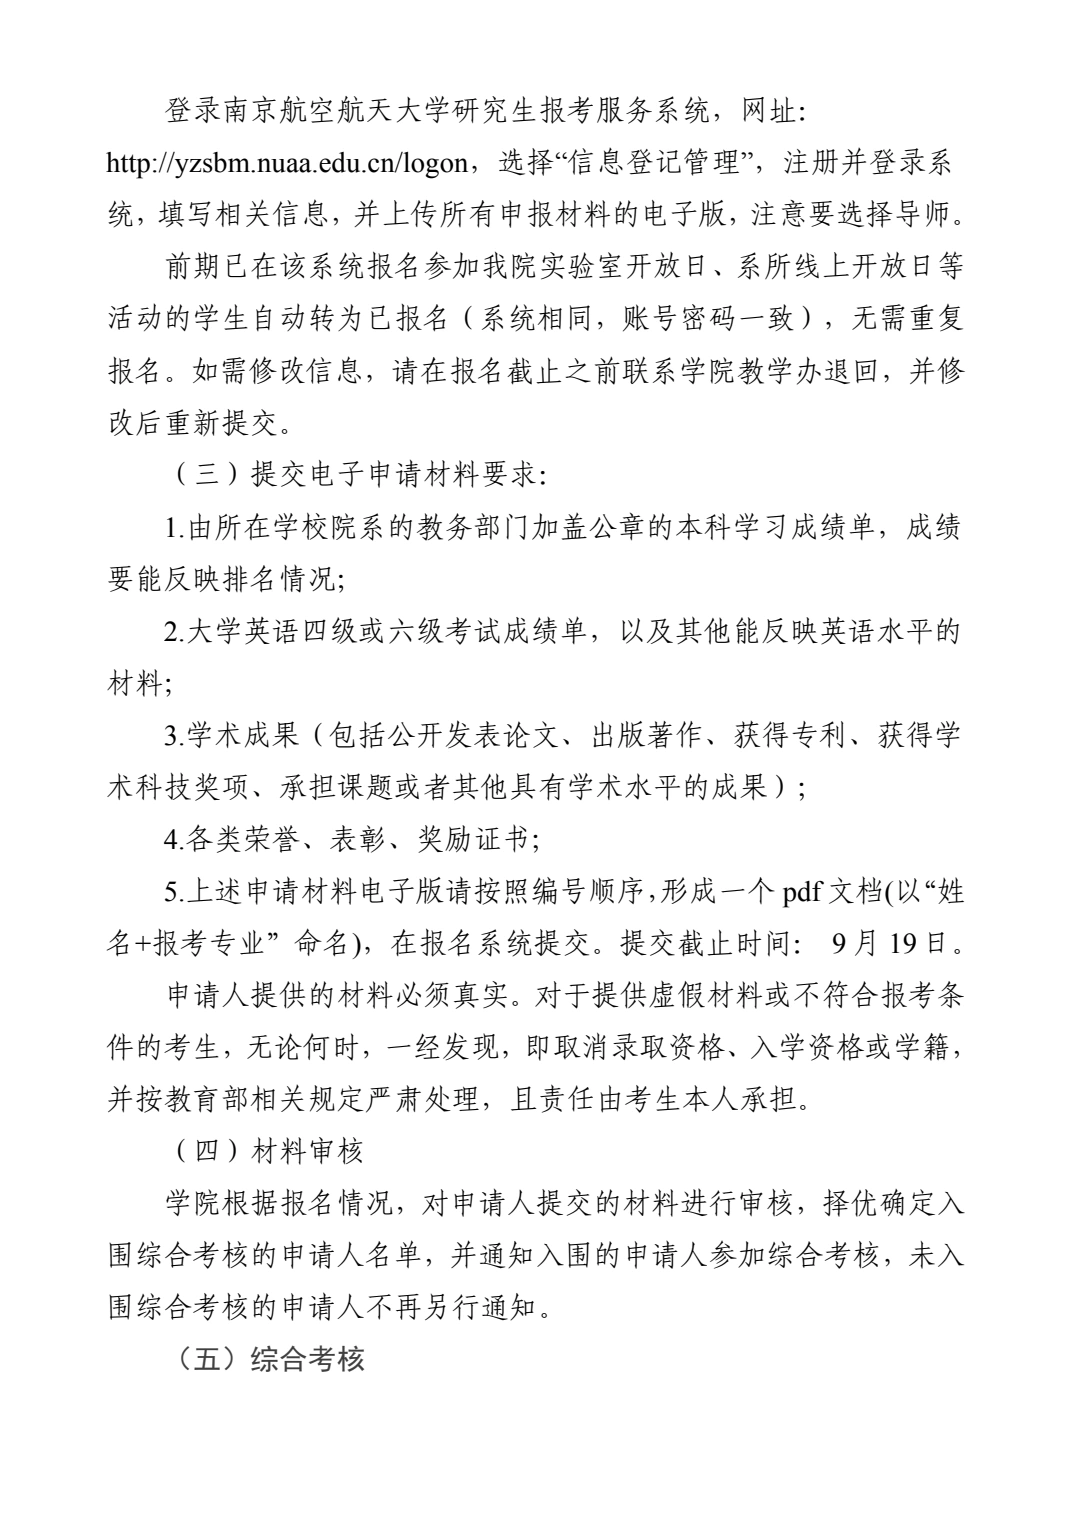 登录南京航空航天大学研究生报考服务系统，网址：
http://yzsbm.nuaa.edu.cn/logon，选择“信息登记管理”，注册并登录系
统，填写相关信息，并上传所有申报材料的电子版，注意要选择导师。
前期已在该系统报名参加我院实验室开放日、系所线上开放日等
活动的学生自动转为已报名（系统相同，账号密码一致），无需重复
报名。如需修改信息，请在报名截止之前联系学院教学办退回，并修
改后重新提交。
（三）提交电子申请材料要求：
1.由所在学校院系的教务部门加盖公章的本科学习成绩单，成绩
要能反映排名情况；
2.大学英语四级或六级考试成绩单，以及其他能反映英语水平的
材料；
3.学术成果（包括公开发表论文、出版著作、获得专利、获得学
术科技奖项、承担课题或者其他具有学术水平的成果）；
4.各类荣誉、表彰、奖励证书；
5.上述申请材料电子版请按照编号顺序，形成一个 pdf 文档(以“姓
名+报考专业”命名)，在报名系统提交。提交截止时间： 9 月 19 日。
申请人提供的材料必须真实。对于提供虚假材料或不符合报考条
件的考生，无论何时，一经发现，即取消录取资格、入学资格或学籍，
并按教育部相关规定严肃处理，且责任由考生本人承担。
（四）材料审核
学院根据报名情况，对申请人提交的材料进行审核，择优确定入
围综合考核的申请人名单，并通知入围的申请人参加综合考核，未入
围综合考核的申请人不再另行通知。
（五）综合考核